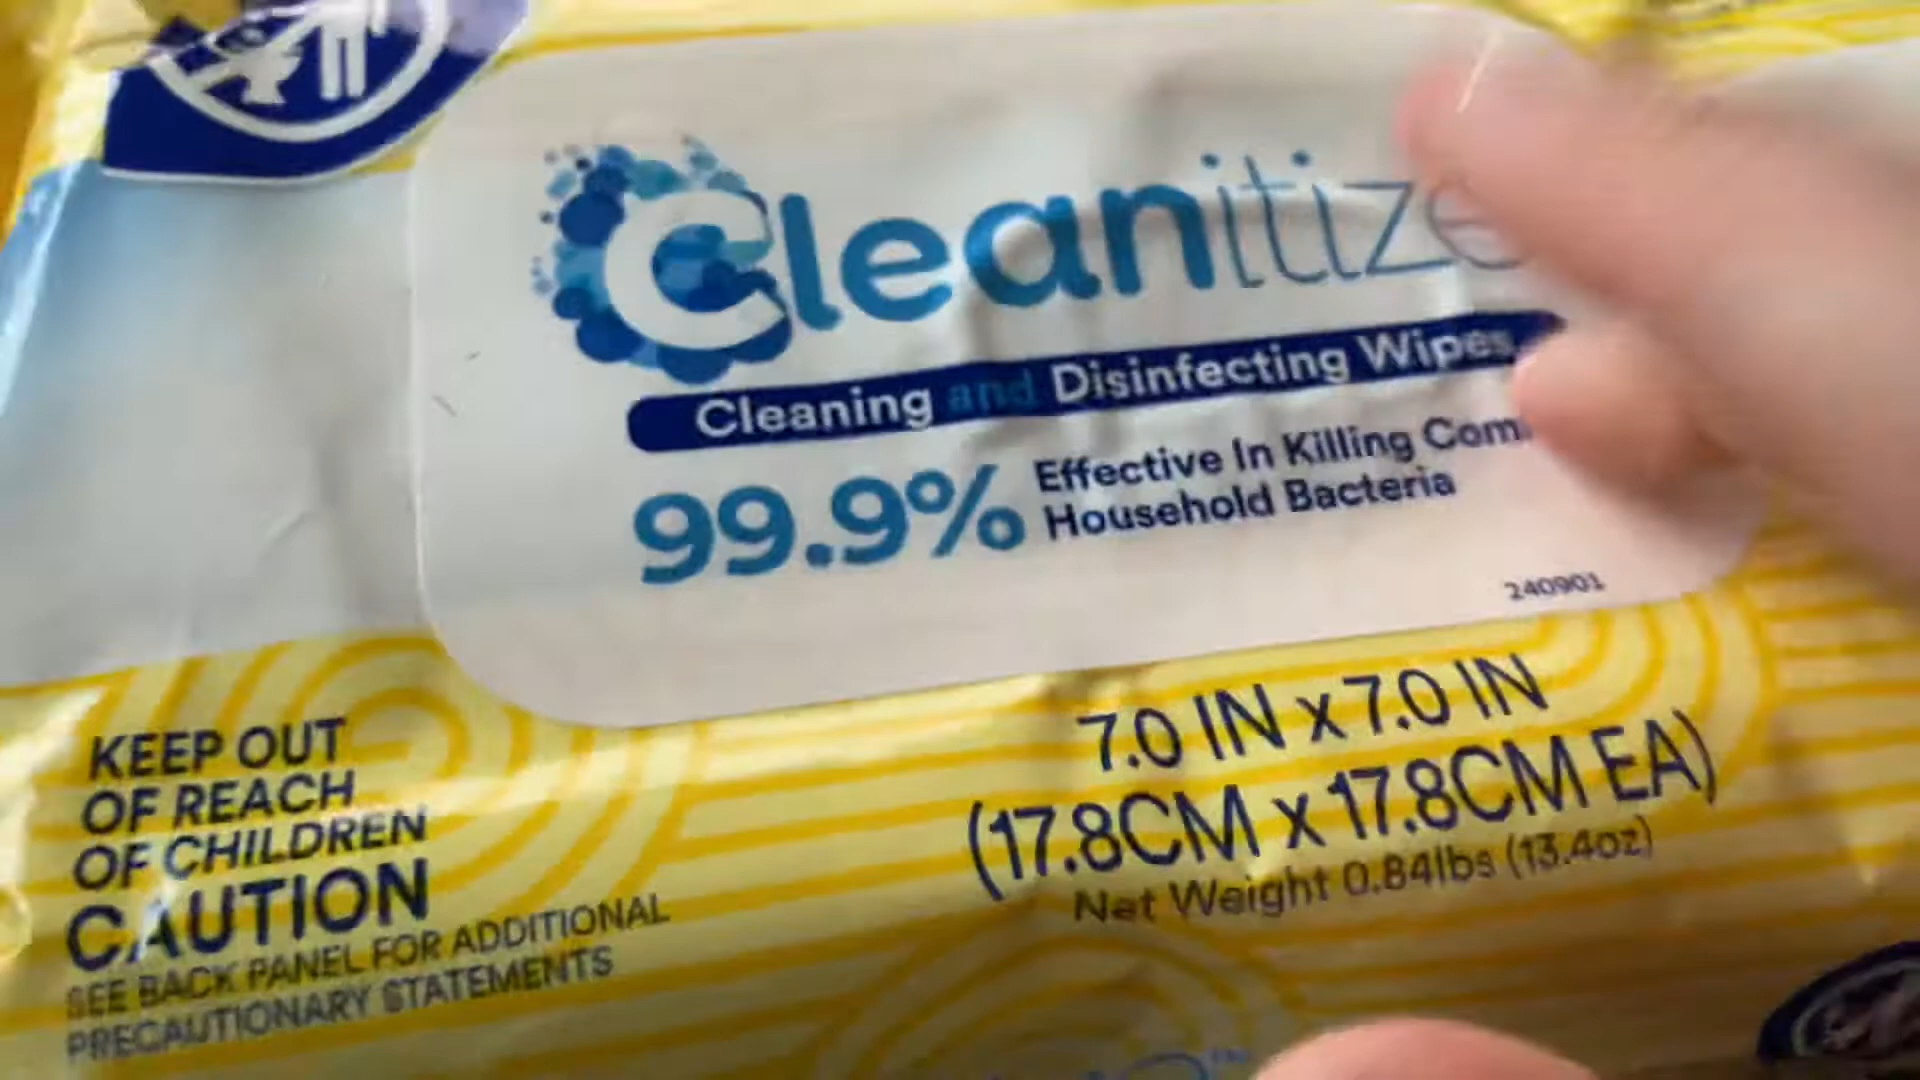 Cleanitize
Cleaning and Disinfecting Wipes
99.9%
Effective In Killing Com
Household Bacteria
240901
7.0 IN x 7.0 IN
(17.8CM x 17.8CM EA)
Net Weight 0.84lbs (13.4oz)
KEEP OUT
OF REACH
OF CHILDREN
CAUTION
SEE BACK PANEL FOR ADDITIONAL
PRECAUTIONARY STATEMENTS